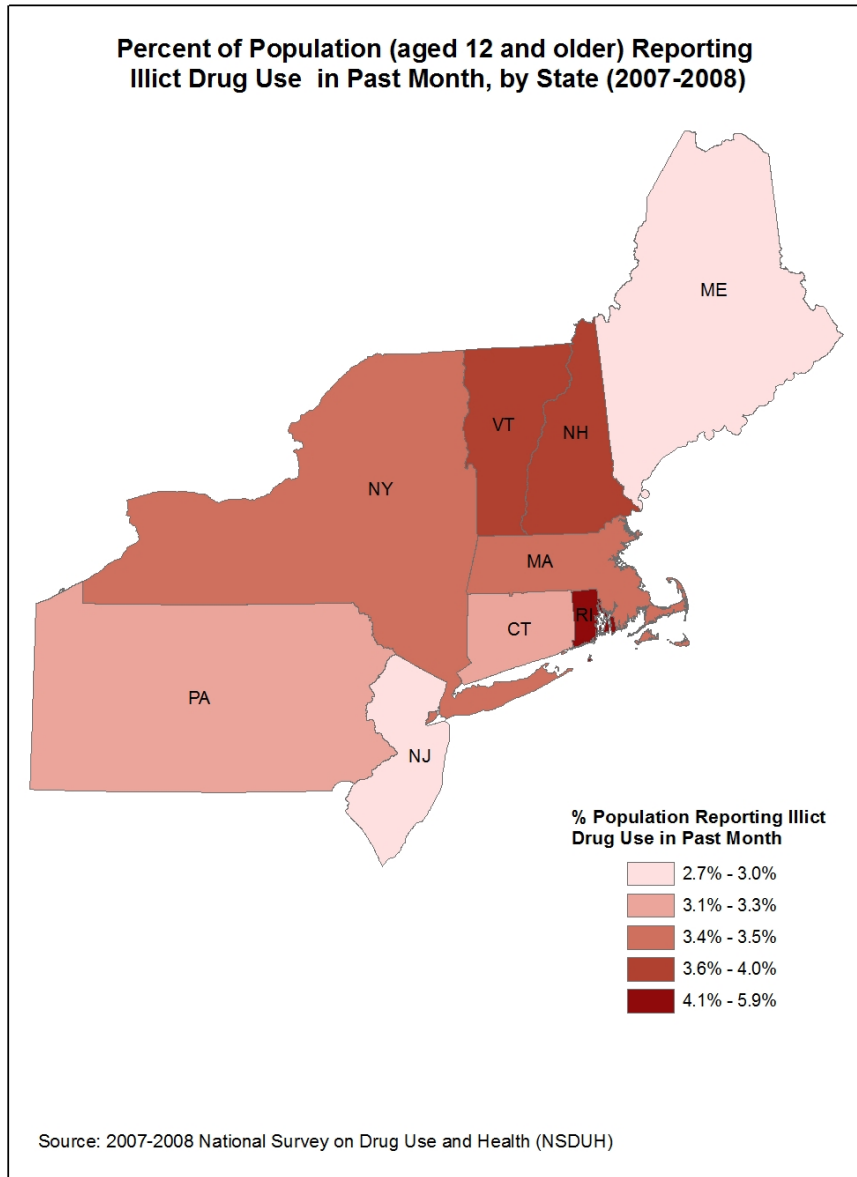 Percent of Population (aged 12 and older) Reporting
Illict Drug Use in Past Month, by State (2007-2008)
ME
VT
NH
NY
MA
CT
RI
PA
NJ
% Population Reporting Illict
Drug Use in Past Month
2.7% - 3.0%
3.1% - 3.3%
3.4% - 3.5%
3.6% - 4.0%
4.1% - 5.9%
Source: 2007-2008 National Survey on Drug Use and Health (NSDUH)